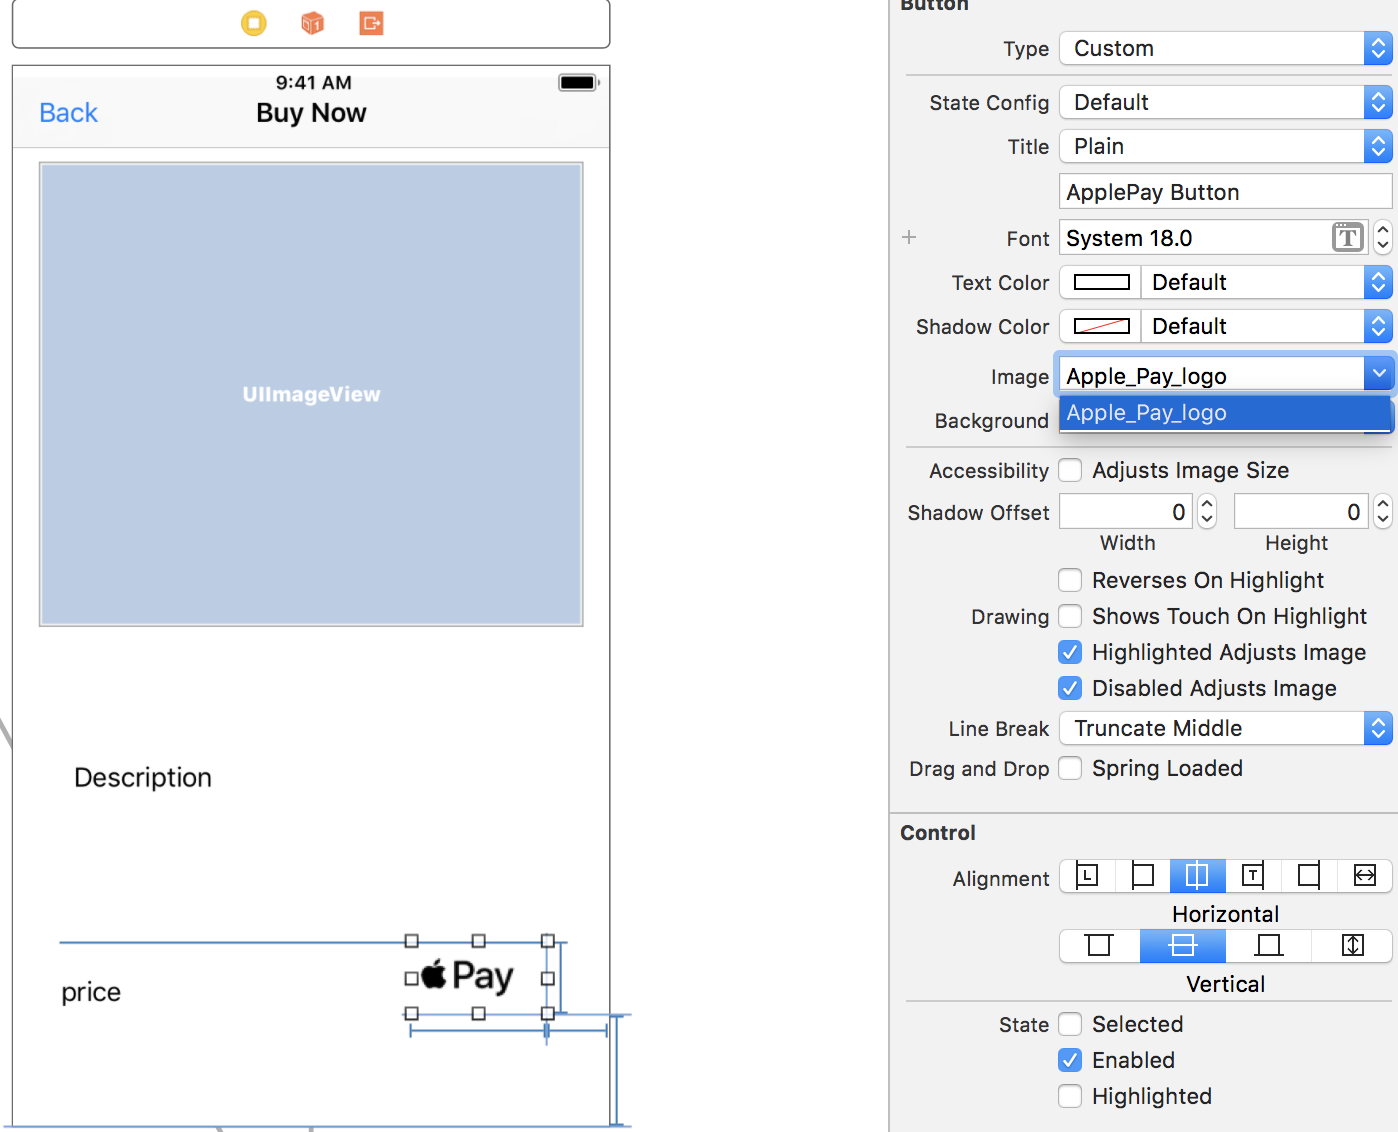 9:41 AM
Back
Buy Now
UIImageView
Description
price
Pay
Button
Type Custom
State Config Default
Title Plain
ApplePay Button
Font System 18.0 T
Text Color Default
Shadow Color Default
Image Apple_Pay_logo
Apple_Pay_logo
Background
Accessibility Adjusts Image Size
Shadow Offset 0 0
Width Height
Reverses On Highlight
Drawing Shows Touch On Highlight
Highlighted Adjusts Image
Disabled Adjusts Image
Line Break Truncate Middle
Drag and Drop Spring Loaded
Control
Alignment L T
Horizontal
Vertical
State Selected
Enabled
Highlighted